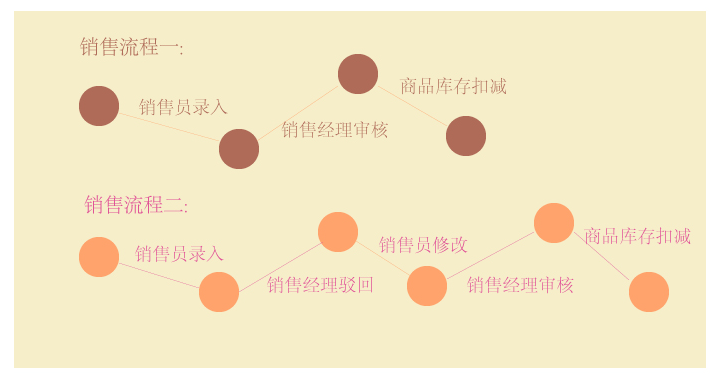 销售流程一:
商品库存扣减
销售员录入
销售经理审核
销售流程二:
商品库存扣减
销售员修改
销售员录入
销售经理驳回
销售经理审核